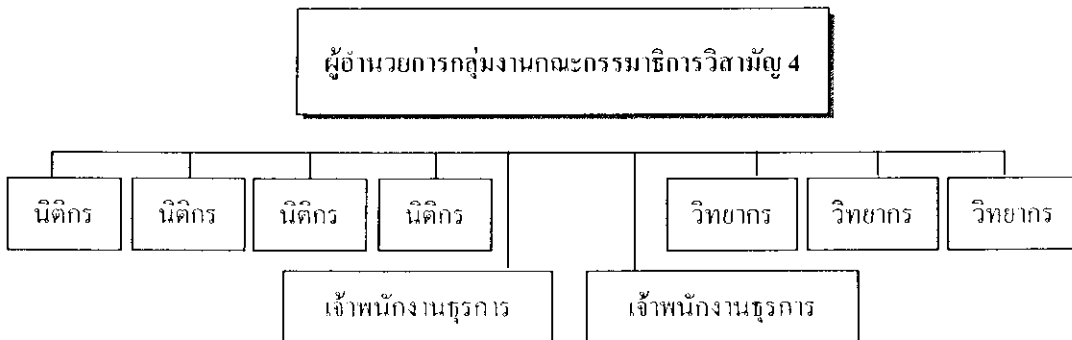 ผู้อำนวยการกลุ่มงานคณะกรรมาธิการวิสามัญ 4
นิติกร นิติกร นิติกร นิติกร วิทยากร วิทยากร วิทยากร
เจ้าพนักงานธุรการ เจ้าพนักงานธุรการ